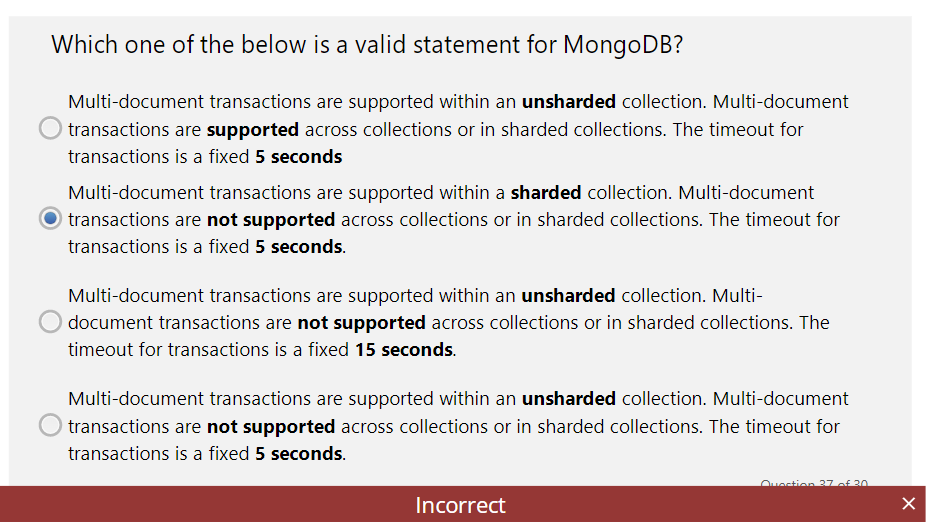 Which one of the below is a valid statement for MongoDB?
Multi-document transactions are supported within an unsharded collection. Multi-document
transactions are supported across collections or in sharded collections. The timeout for
transactions is a fixed 5 seconds
Multi-document transactions are supported within a sharded collection. Multi-document
transactions are not supported across collections or in sharded collections. The timeout for
transactions is a fixed 5 seconds.
Multi-document transactions are supported within an unsharded collection. Multi-
document transactions are not supported across collections or in sharded collections. The
timeout for transactions is a fixed 15 seconds.
Multi-document transactions are supported within an unsharded collection. Multi-document
transactions are not supported across collections or in sharded collections. The timeout for
transactions is a fixed 5 seconds.
Question 37 of 30
Incorrect